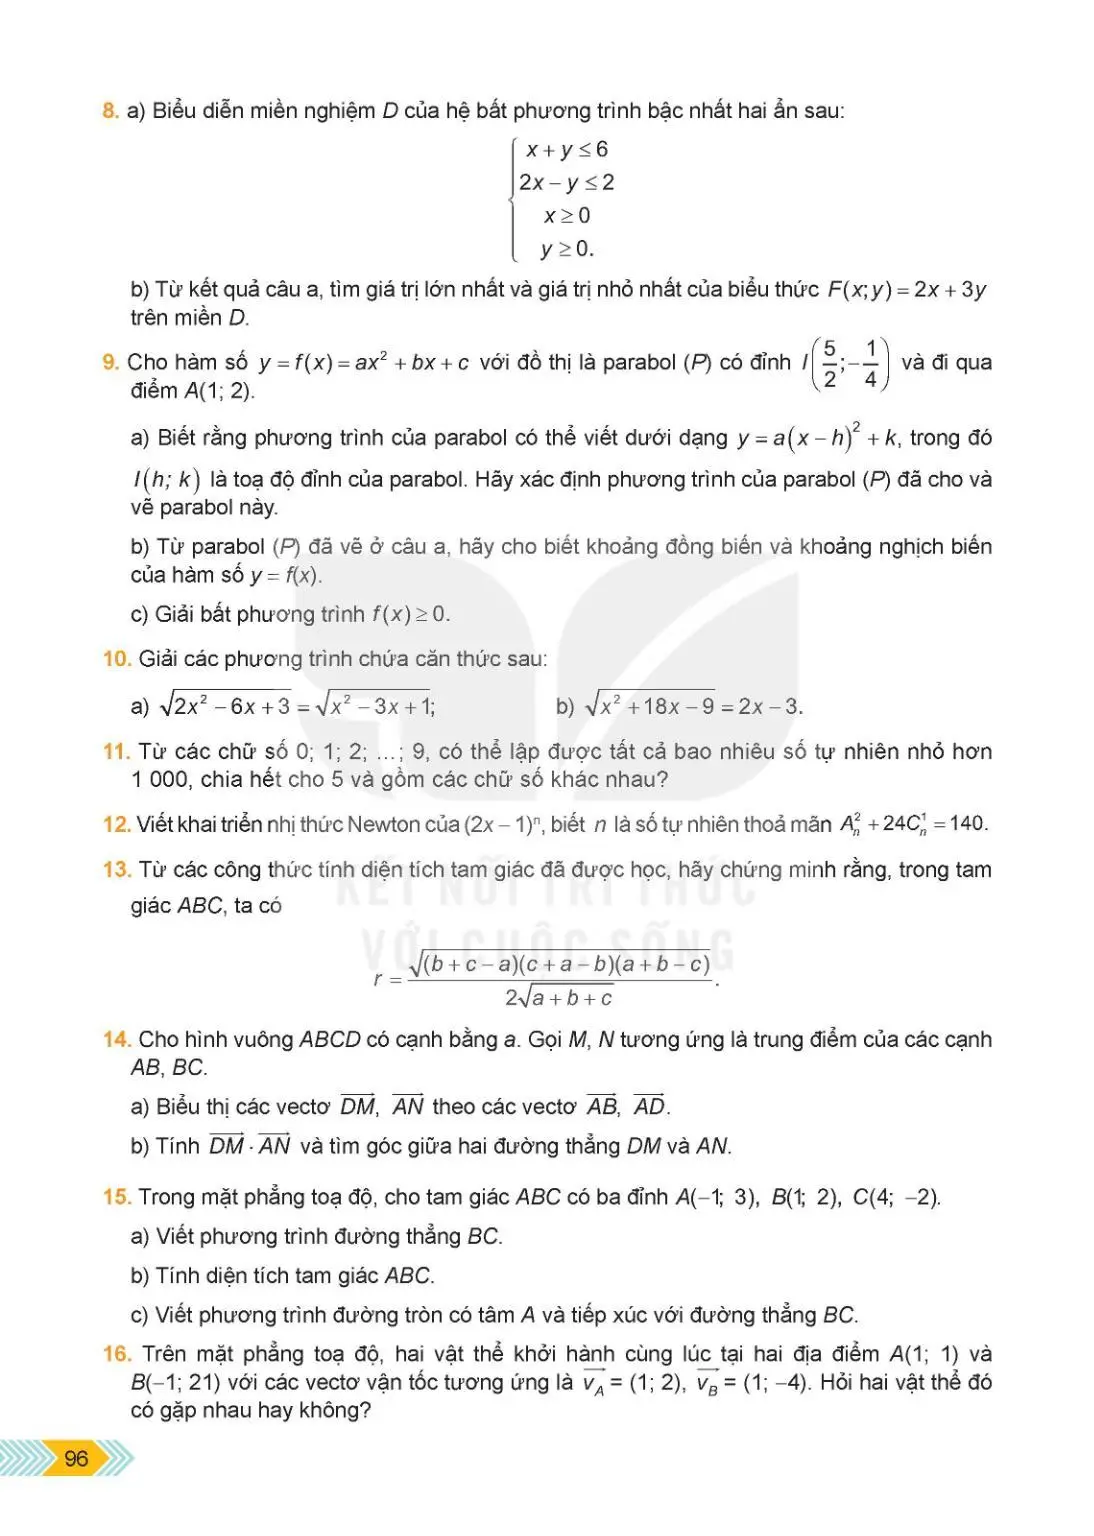 8. a) Biểu diễn miền nghiệm D của hệ bất phương trình bậc nhất hai ẩn sau:
x + y ≤ 6
2x – y ≤ 2
x ≥ 0
y ≥ 0.
b) Từ kết quả câu a, tìm giá trị lớn nhất và giá trị nhỏ nhất của biểu thức F(x; y) = 2x + 3y
trên miền D.
9. Cho hàm số y = f(x) = ax² + bx + c với đồ thị là parabol (P) có đỉnh I(5/2; –1/4) và đi qua
điểm A(1; 2).
a) Biết rằng phương trình của parabol có thể viết dưới dạng y = a(x – h)² + k, trong đó
I(h; k) là toạ độ đỉnh của parabol. Hãy xác định phương trình của parabol (P) đã cho và
vẽ parabol này.
b) Từ parabol (P) đã vẽ ở câu a, hãy cho biết khoảng đồng biến và khoảng nghịch biến
của hàm số y = f(x).
c) Giải bất phương trình f(x) ≥ 0.
10. Giải các phương trình chứa căn thức sau:
a) √(2x² – 6x + 3) = √(x² – 3x + 1); b) √(x² + 18x – 9) = 2x – 3.
11. Từ các chữ số 0; 1; 2; ...; 9, có thể lập được tất cả bao nhiêu số tự nhiên nhỏ hơn
1 000, chia hết cho 5 và gồm các chữ số khác nhau?
12. Viết khai triển nhị thức Newton của (2x – 1)ⁿ, biết n là số tự nhiên thoả mãn Aₙ² + 24Cₙ¹ = 140.
13. Từ các công thức tính diện tích tam giác đã được học, hãy chứng minh rằng, trong tam
KẾT NỐI TRI THỨC
giác ABC, ta có
VỚI CUỘC SỐNG
r = √((b + c – a)(c + a – b)(a + b – c)) / 2√(a + b + c).
14. Cho hình vuông ABCD có cạnh bằng a. Gọi M, N tương ứng là trung điểm của các cạnh
AB, BC.
a) Biểu thị các vectơ DM, AN theo các vectơ AB, AD.
b) Tính DM · AN và tìm góc giữa hai đường thẳng DM và AN.
15. Trong mặt phẳng toạ độ, cho tam giác ABC có ba đỉnh A(–1; 3), B(1; 2), C(4; –2).
a) Viết phương trình đường thẳng BC.
b) Tính diện tích tam giác ABC.
c) Viết phương trình đường tròn có tâm A và tiếp xúc với đường thẳng BC.
16. Trên mặt phẳng toạ độ, hai vật thể khởi hành cùng lúc tại hai địa điểm A(1; 1) và
B(–1; 21) với các vectơ vận tốc tương ứng là v_A = (1; 2), v_B = (1; –4). Hỏi hai vật thể đó
có gặp nhau hay không?
96